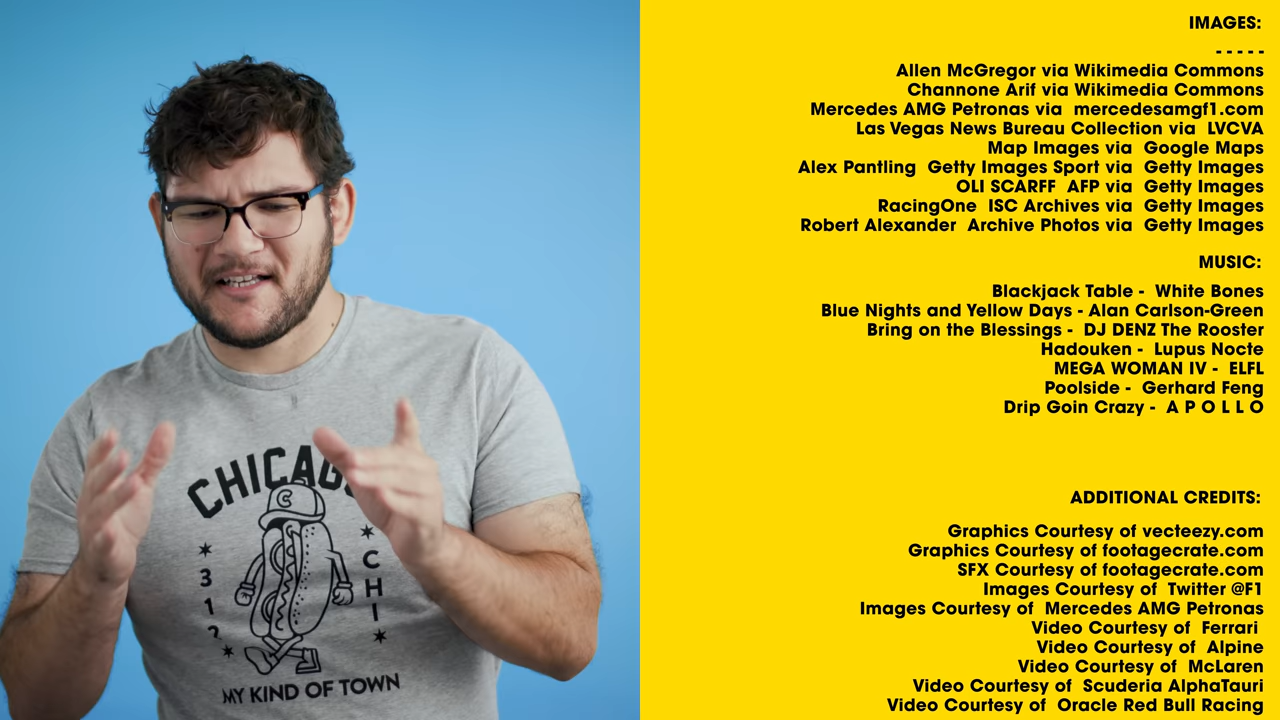 CHICAG
C
312
CHI
MY KIND OF TOWN
IMAGES:
- - - - -
Allen McGregor via Wikimedia Commons
Channone Arif via Wikimedia Commons
Mercedes AMG Petronas via mercedesamgf1.com
Las Vegas News Bureau Collection via LVCVA
Map Images via Google Maps
Alex Pantling Getty Images Sport via Getty Images
OLI SCARFF AFP via Getty Images
RacingOne ISC Archives via Getty Images
Robert Alexander Archive Photos via Getty Images
MUSIC:
Blackjack Table - White Bones
Blue Nights and Yellow Days - Alan Carlson-Green
Bring on the Blessings - DJ DENZ The Rooster
Hadouken - Lupus Nocte
MEGA WOMAN IV - ELFL
Poolside - Gerhard Feng
Drip Goin Crazy - A P O L L O
ADDITIONAL CREDITS:
Graphics Courtesy of vecteezy.com
Graphics Courtesy of footagecrate.com
SFX Courtesy of footagecrate.com
Images Courtesy of Twitter @F1
Images Courtesy of Mercedes AMG Petronas
Video Courtesy of Ferrari
Video Courtesy of Alpine
Video Courtesy of McLaren
Video Courtesy of Scuderia AlphaTauri
Video Courtesy of Oracle Red Bull Racing